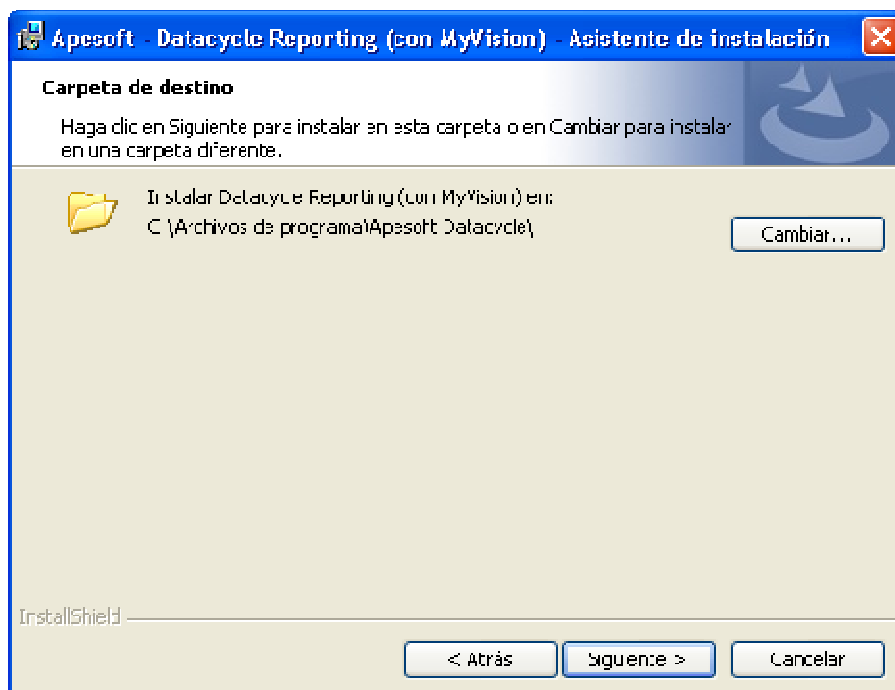 Apesoft - Datacycle Reporting (con MyVision) - Asistente de instalación
Carpeta de destino
Haga clic en Siguiente para instalar en esta carpeta o en Cambiar para instalar
en una carpeta diferente.
Instalar Datacycle Reporting (con MyVision) en:
C:\Archivos de programa\Apesoft Datacycle\
Cambiar...
InstallShield
< Atrás
Siguiente >
Cancelar